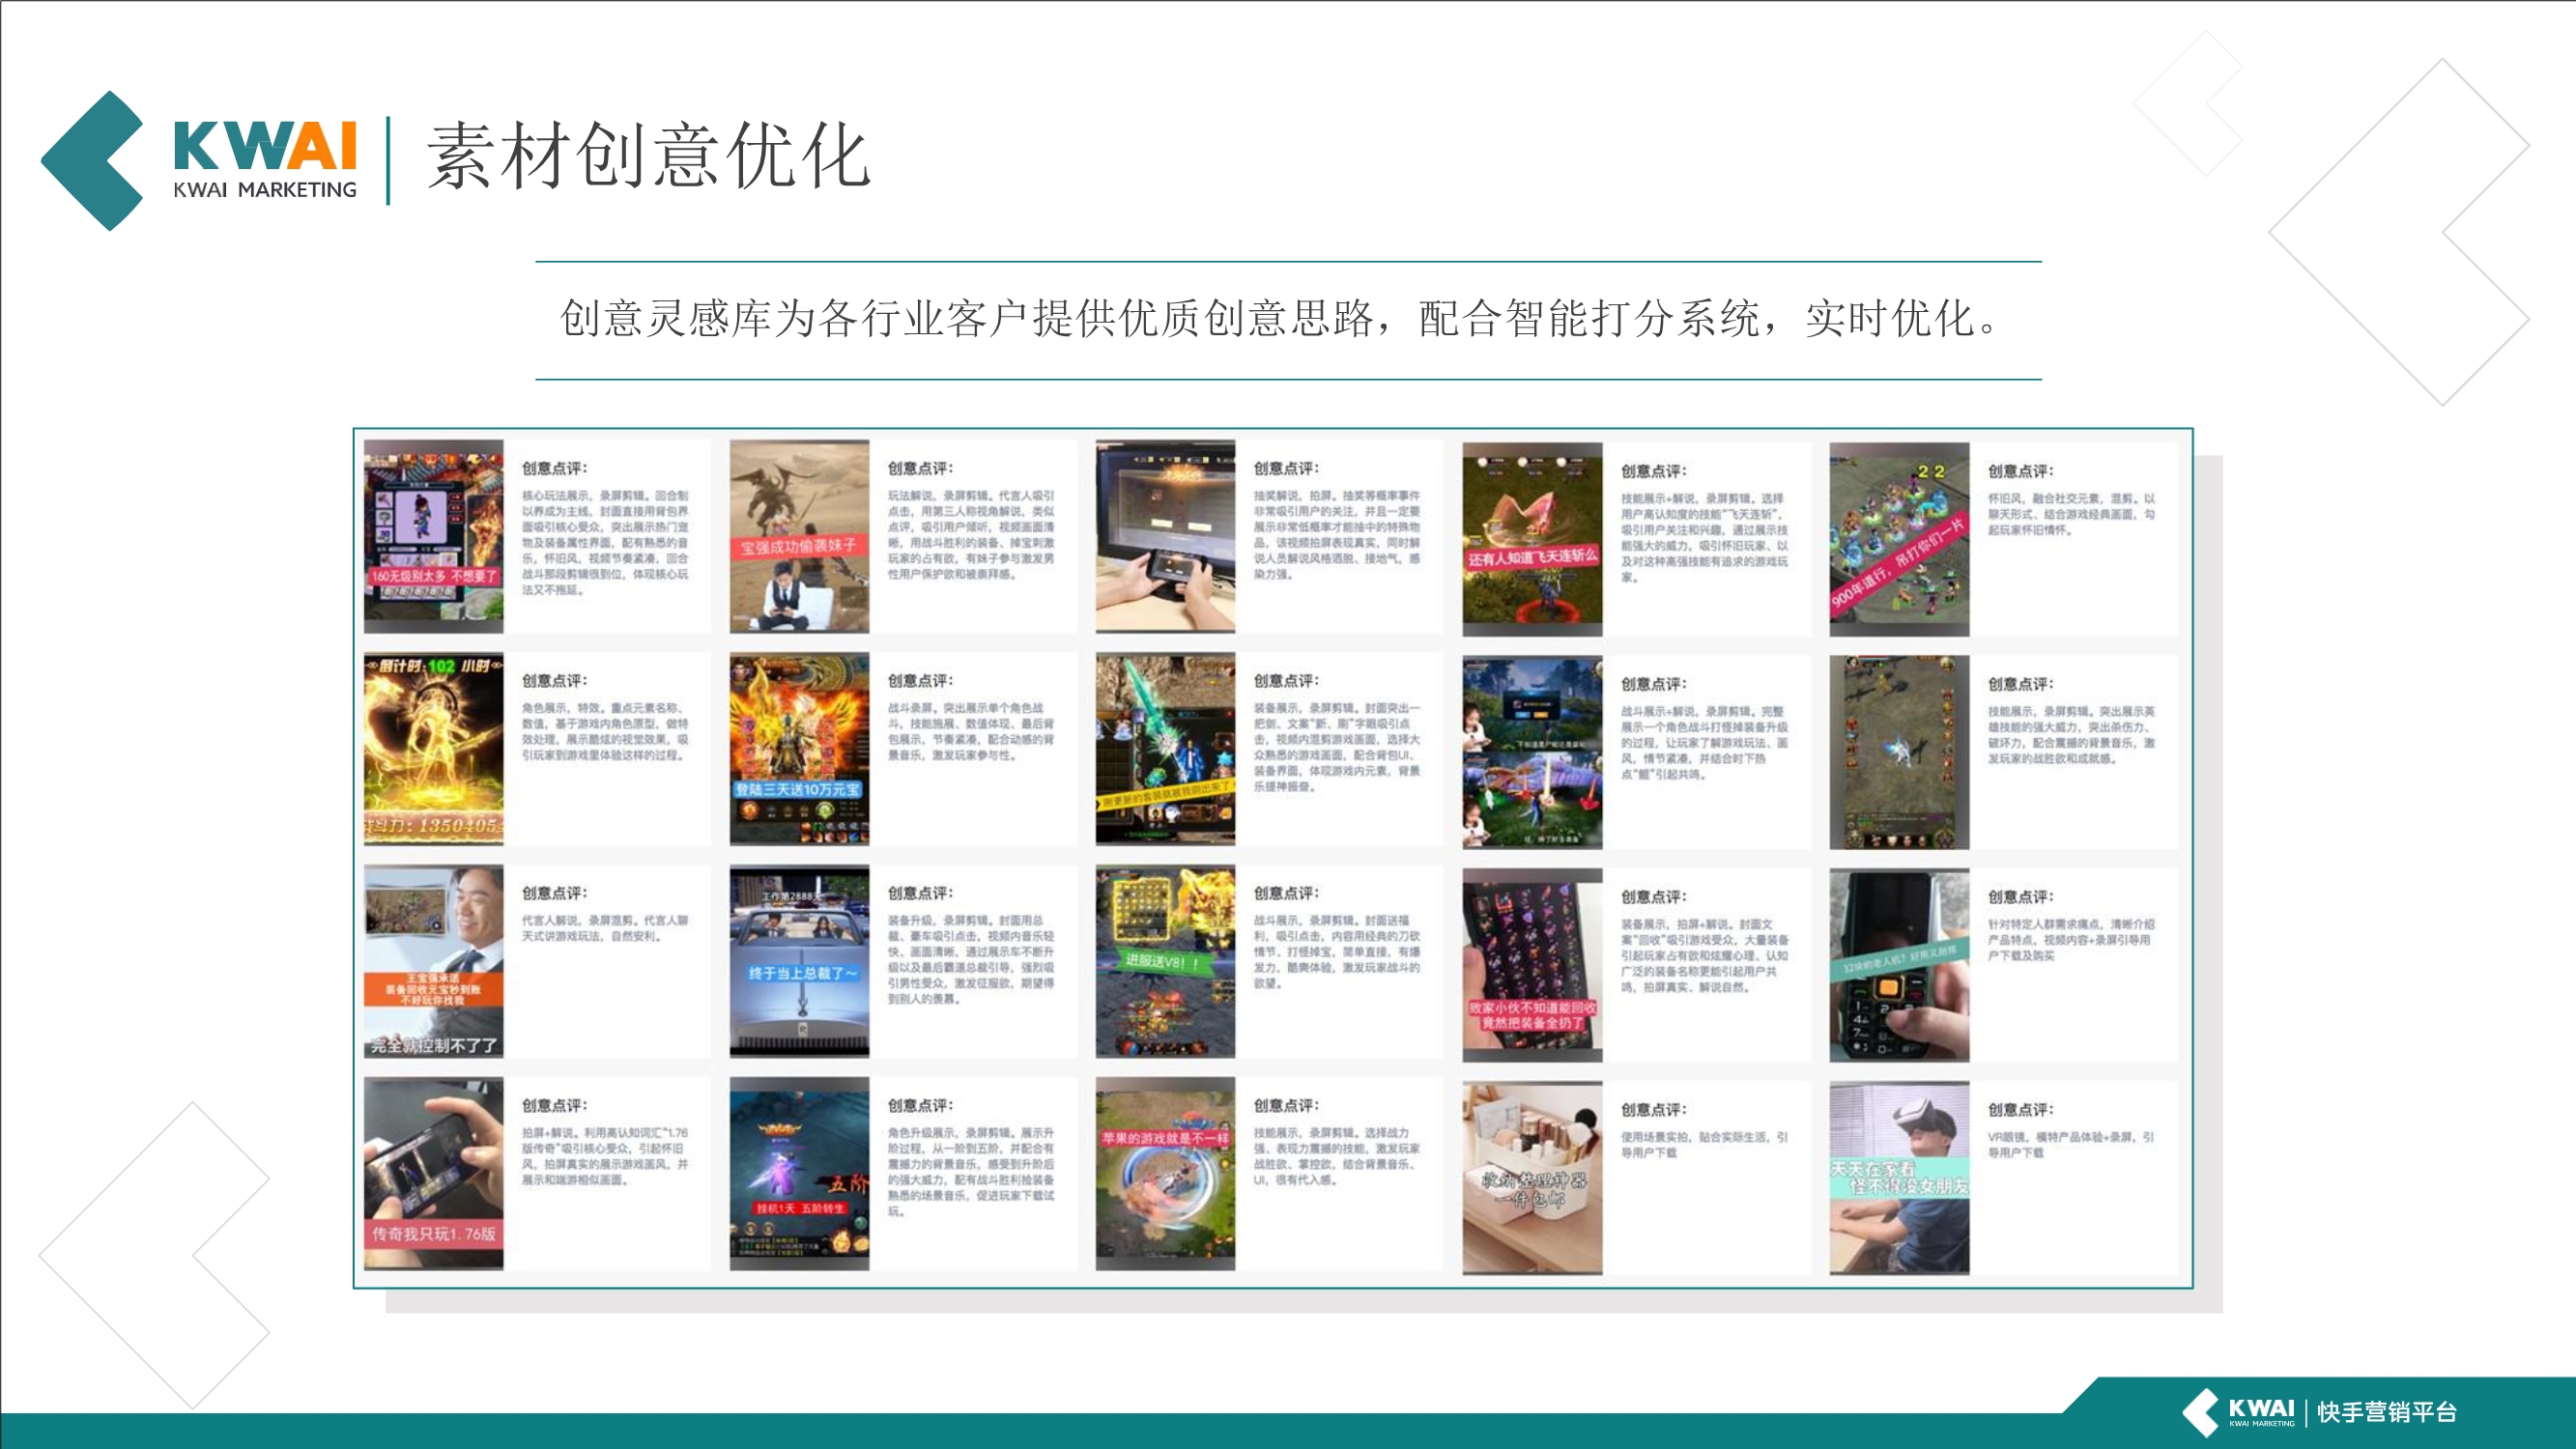 KWAI
KWAI MARKETING
素材创意优化
创意灵感库为各行业客户提供优质创意思路，配合智能打分系统，实时优化。
160无级别太多 不想要了
创意点评：
核心玩法展示，录屏剪辑。回合制
以养成为主线，封面直接用背包界
面吸引核心受众，突出展示热门宠
物及装备属性界面，配有熟悉的音
乐，怀旧风，视频节奏紧凑，回合
战斗那段剪辑很到位，体现核心玩
法又不拖延。
宝强成功偷袭妹子
创意点评：
玩法解说，录屏剪辑。代言人吸引
点击，用第三人称视角解说，类似
点评，吸引用户倾听，视频画面清
晰，用战斗胜利的装备、掉宝刺激
玩家的占有欲，有妹子参与激发男
性用户保护欲和被崇拜感。
创意点评：
抽奖解说，拍屏。抽奖等概率事件
非常吸引用户的关注，并且一定要
展示非常低概率才能抽中的特殊物
品，该视频拍屏表现真实，同时解
说人员解说风格洒脱、接地气，感
染力强。
还有人知道飞天连斩么
创意点评：
技能展示+解说，录屏剪辑。选择
用户高认知度的技能“飞天连斩”，
吸引用户关注和兴趣，通过展示技
能强大的威力，吸引怀旧玩家、以
及对这种高强技能有追求的游戏玩
家。
22
900年道行，吊打你们一片
创意点评：
怀旧风，融合社交元素，混剪。以
聊天形式、结合游戏经典画面，勾
起玩家怀旧情怀。
倒计时:102 小时
战斗力：1350405
创意点评：
角色展示，特效。重点元素名称、
数值，基于游戏内角色原型，做特
效处理，展示酷炫的视觉效果，吸
引玩家到游戏里体验这样的过程。
登陆三天送10万元宝
创意点评：
战斗录屏。突出展示单个角色战
斗，技能施展、数值体现、最后背
包展示，节奏紧凑，配合动感的背
景音乐，激发玩家参与性。
刚更新的套装就被我刷出来了
创意点评：
装备展示，录屏剪辑。封面突出一
把剑、文案“新、刷”字眼吸引点
击，视频内混剪游戏画面，选择大
众熟悉的游戏画面，配合背包UI、
装备界面，体现游戏内元素，背景
乐提神振奋。
创意点评：
战斗展示+解说，录屏剪辑。完整
展示一个角色战斗打怪掉装备升级
的过程，让玩家了解游戏玩法、画
风，情节紧凑，并结合时下热
点“鲲”引起共鸣。
创意点评：
技能展示，录屏剪辑。突出展示英
雄技能的强大威力，突出杀伤力、
破坏力，配合震撼的背景音乐，激
发玩家的战胜欲和成就感。
王宝强承诺
装备回收元宝秒到账
不好玩你找我
完全就控制不了了
创意点评：
代言人解说，录屏混剪。代言人聊
天式讲游戏玩法，自然安利。
工作第2888天
终于当上总裁了～
创意点评：
装备升级，录屏剪辑。封面用总
裁、豪车吸引点击，视频内音乐轻
快、画面清晰，通过展示车不断升
级以及最后霸道总裁引导，强烈吸
引男性受众，激发征服欲，期望得
到别人的羡慕。
进服送V8！！
创意点评：
战斗展示，录屏剪辑。封面送福
利，吸引点击，内容用经典的刀砍
情节、打怪掉宝，简单直接、有爆
发力，酷爽体验，激发玩家战斗的
欲望。
败家小伙不知道能回收
竟然把装备全扔了
创意点评：
装备展示，拍屏+解说。封面文
案“回收”吸引游戏受众，大量装备
引起玩家占有欲和炫耀心理、认知
广泛的装备名称更能引起用户共
鸣，拍屏真实、解说自然。
32块的老人机？好用又耐摔
创意点评：
针对特定人群需求痛点，清晰介绍
产品特点，视频内容+录屏引导用
户下载及购买
传奇我只玩1.76版
创意点评：
拍屏+解说。利用高认知词汇“1.76
版传奇”吸引核心受众，引起怀旧
风，拍屏真实的展示游戏画风，并
展示和端游相似画面。
五阶
挂机1天 五阶转生
创意点评：
角色升级展示，录屏剪辑。展示升
阶过程，从一阶到五阶，并配合有
震撼力的背景音乐，感受到升阶后
的强大威力，配有战斗胜利捡装备
熟悉的场景音乐，促进玩家下载试
玩。
苹果的游戏就是不一样
创意点评：
技能展示，录屏剪辑。选择战力
强、表现力震撼的技能，激发玩家
战胜欲、掌控欲，结合背景音乐、
UI，很有代入感。
收纳整理神器
一件包邮
创意点评：
使用场景实拍，贴合实际生活，引
导用户下载
天天在家看
怪不得没女朋友
创意点评：
VR眼镜，模特产品体验+录屏，引
导用户下载
KWAI
KWAI MARKETING
快手营销平台